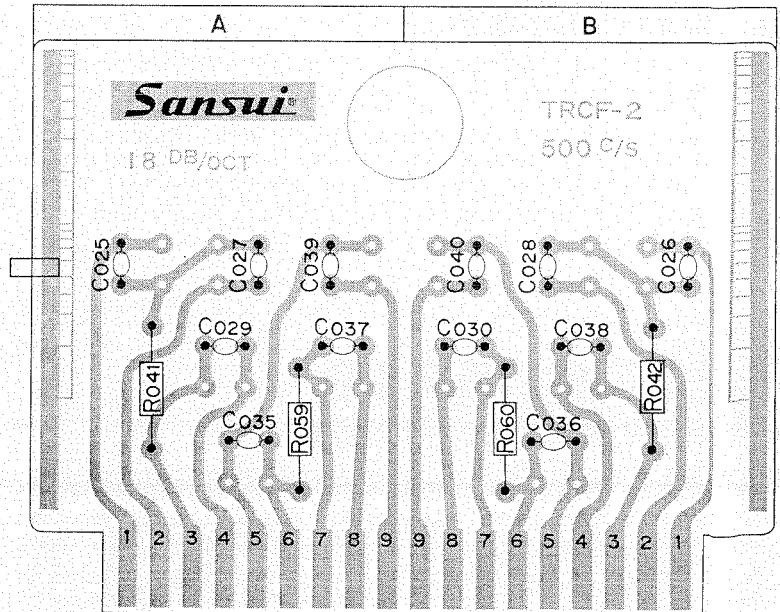 A B
Sansui®
TRCF-2
18 DB/OCT
500 C/S
C025 C027 C039 C040 C028 C026
C029 C037 C030 C038
R041 R059 R060 R042
C035 C036
1 2 3 4 5 6 7 8 9 9 8 7 6 5 4 3 2 1